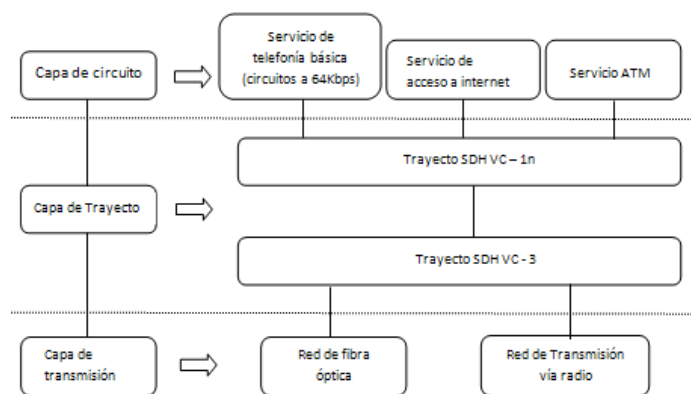 Capa de circuito
Servicio de
telefonía básica
(circuitos a 64Kbps)
Servicio de
acceso a internet
Servicio ATM
Capa de Trayecto
Trayecto SDH VC – 1n
Trayecto SDH VC - 3
Capa de
transmisión
Red de fibra
óptica
Red de Transmisión
vía radio